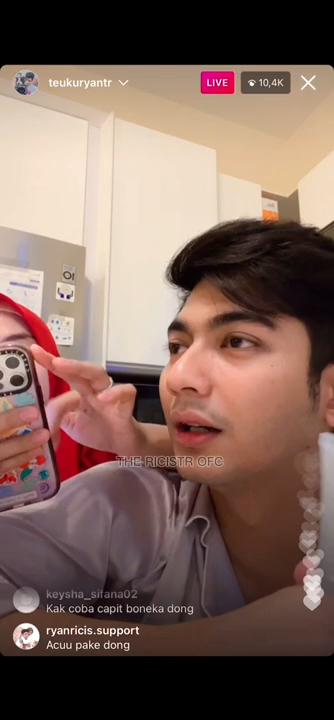 teukuryantr
LIVE
10,4K
THE RICISTR OFC
keysha_sifana02
Kak coba capit boneka dong
ryanricis.support
Acuu pake dong